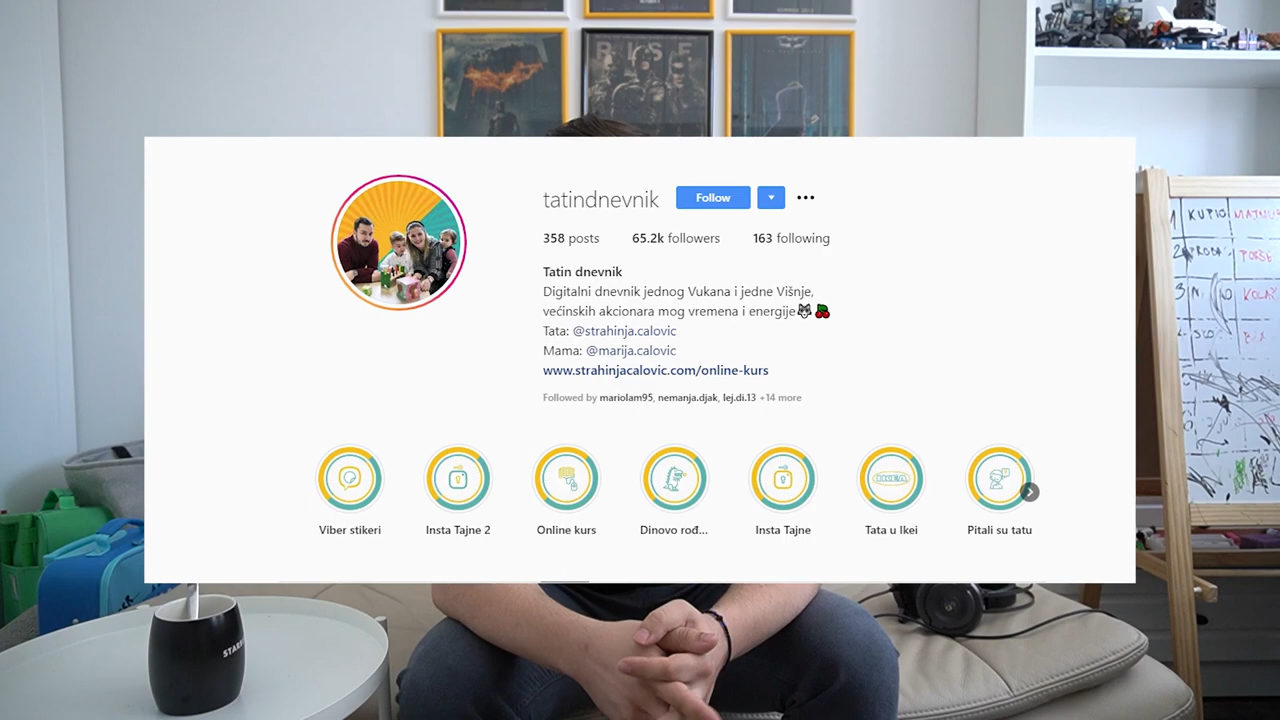 RISE
tatindnevnik Follow
358 posts 65.2k followers 163 following
Tatin dnevnik
Digitalni dnevnik jednog Vukana i jedne Višnje,
većinskih akcionara mog vremena i energije🐺🍒
Tata: @strahinja.calovic
Mama: @marija.calovic
www.strahinjacalovic.com/online-kurs
Followed by mariolam95, nemanja.djak, lej.di.13 +14 more
IKEA
Viber stikeri Insta Tajne 2 Online kurs Dinovo rođ... Insta Tajne Tata u Ikei Pitali su tatu
KUPIO